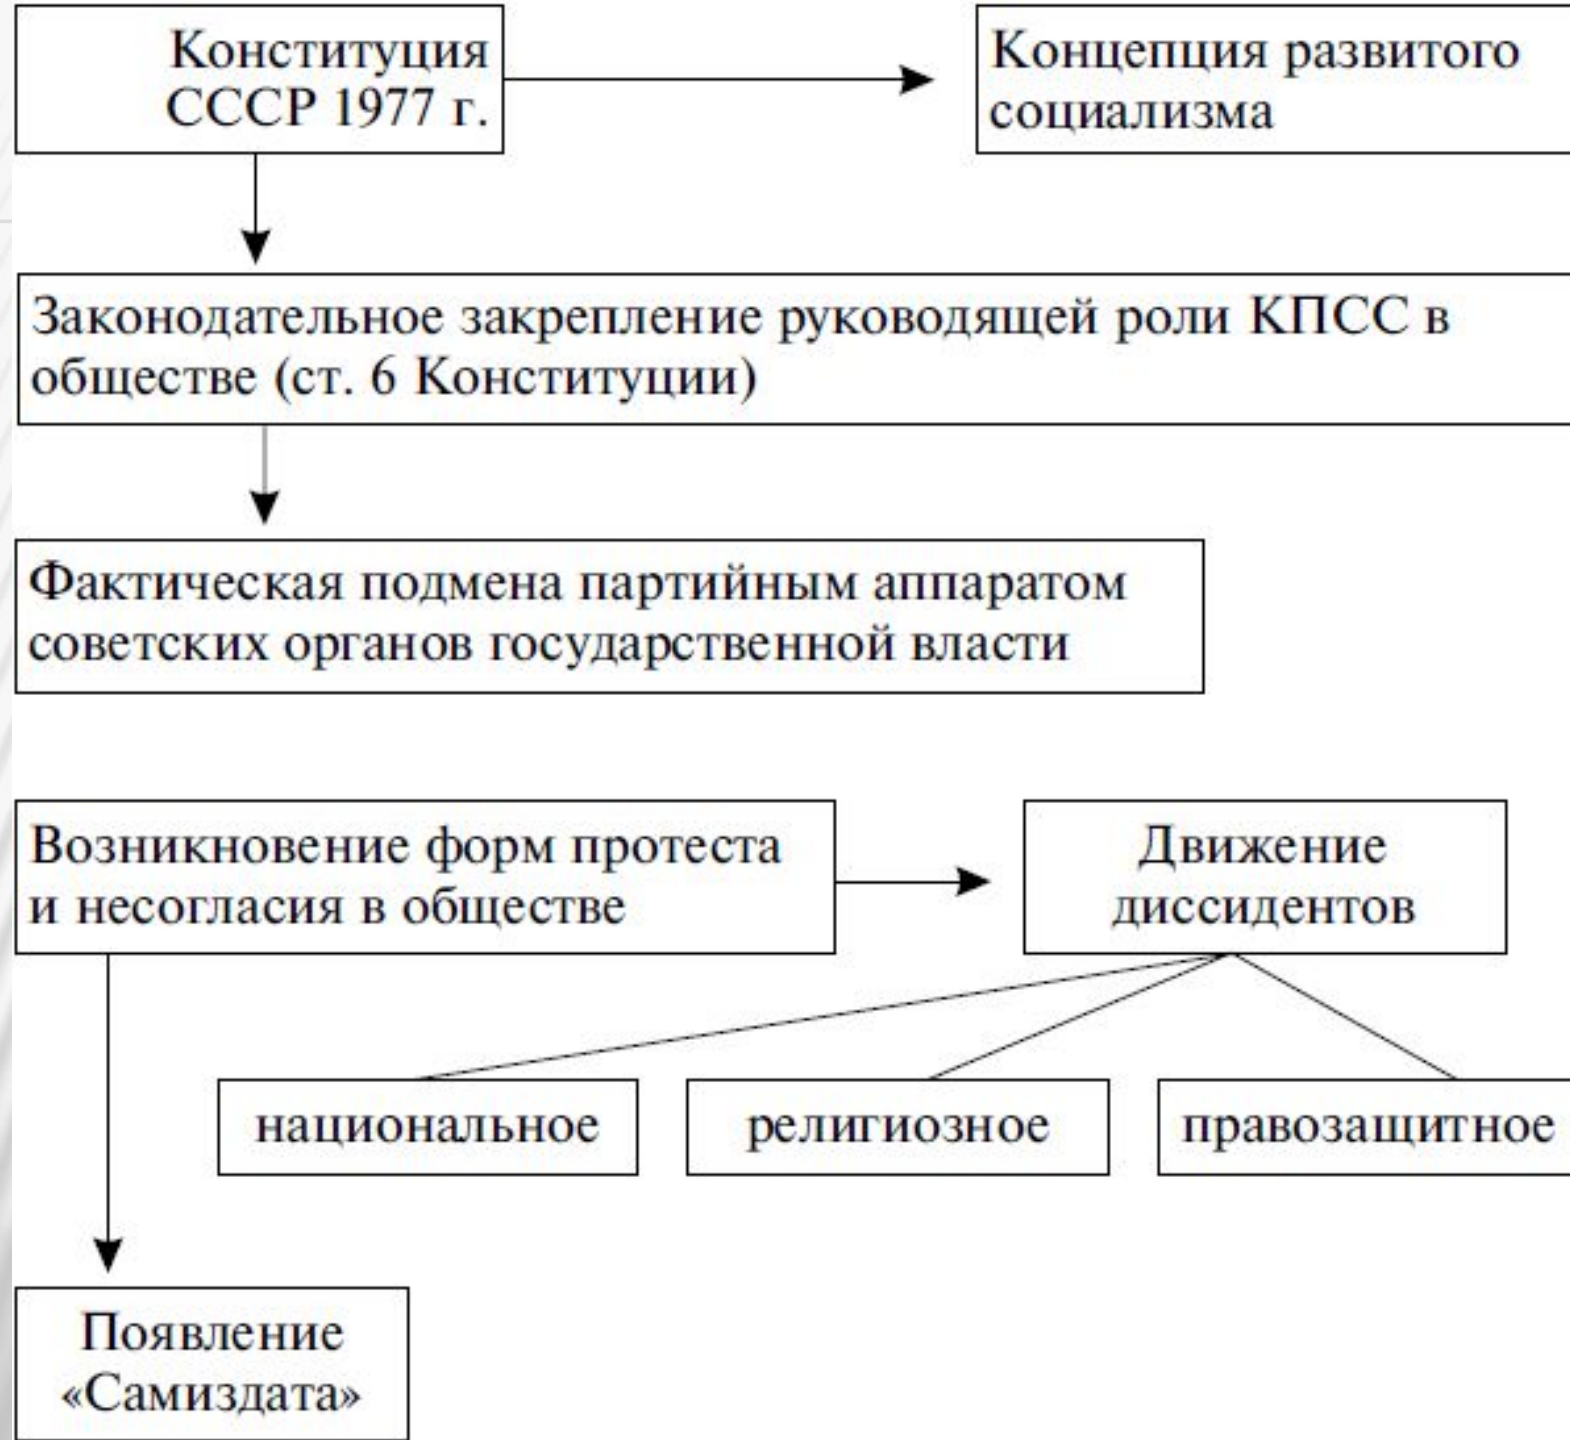 Конституция
СССР 1977 г.
Концепция развитого
социализма
Законодательное закрепление руководящей роли КПСС в
обществе (ст. 6 Конституции)
Фактическая подмена партийным аппаратом
советских органов государственной власти
Возникновение форм протеста
и несогласия в обществе
Движение
диссидентов
национальное
религиозное
правозащитное
Появление
«Самиздата»